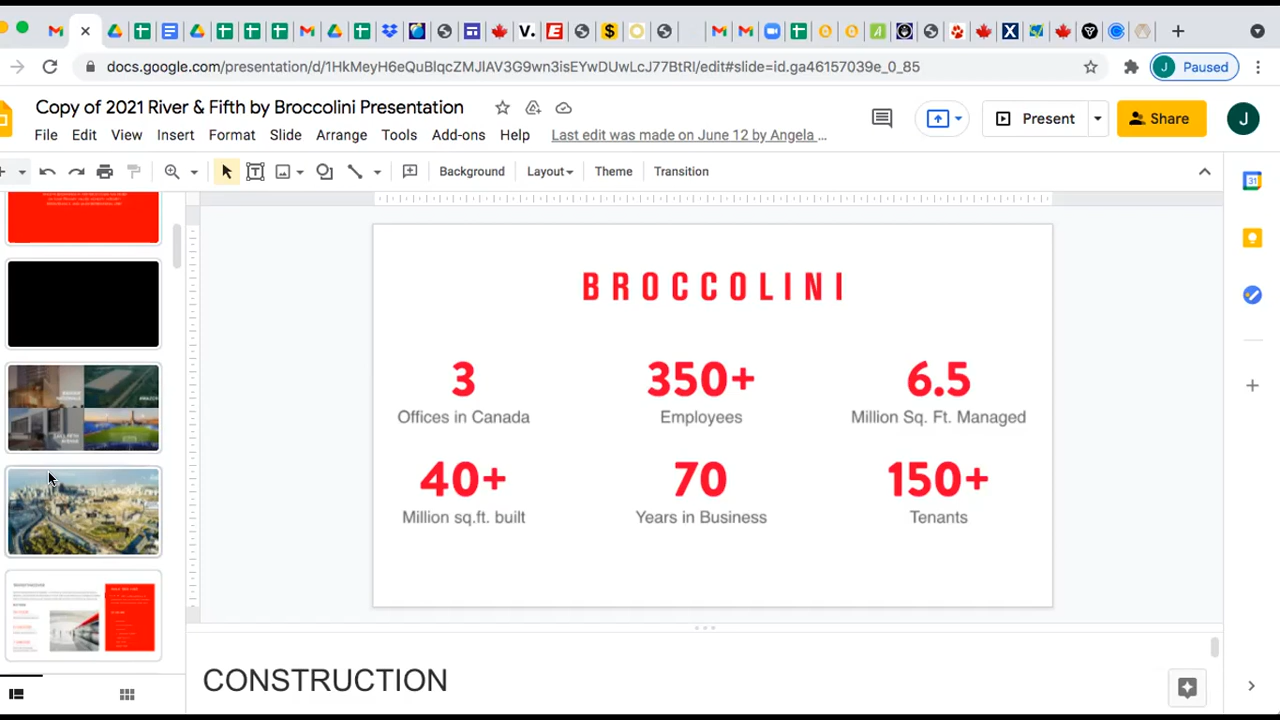 docs.google.com/presentation/d/1HkMeyH6eQuBlqcZMJlAV3G9wn3isEYwDUwLcJ77BtRI/edit#slide=id.ga46157039e_0_85
J Paused
Copy of 2021 River & Fifth by Broccolini Presentation
File Edit View Insert Format Slide Arrange Tools Add-ons Help Last edit was made on June 12 by Angela ...
Present Share J
Background Layout Theme Transition
BROCCOLINI
3 350+ 6.5
Offices in Canada Employees Million Sq. Ft. Managed
40+ 70 150+
Million sq.ft. built Years in Business Tenants
CONSTRUCTION